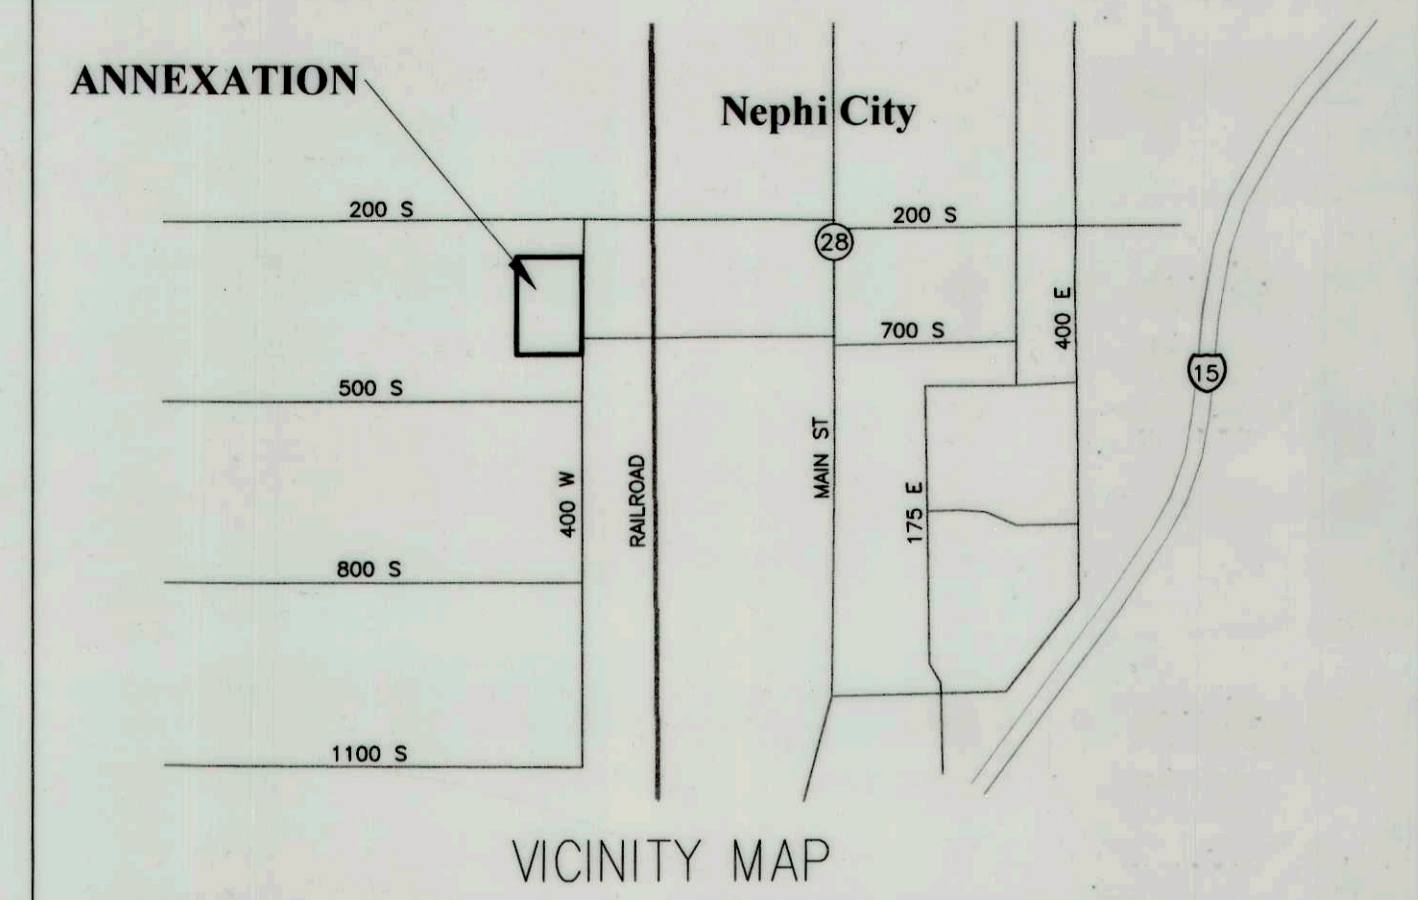 ANNEXATION
Nephi City
200 S
200 S
28
400 E
700 S
15
500 S
MAIN ST
RAILROAD
400 W
175 E
800 S
1100 S
VICINITY MAP